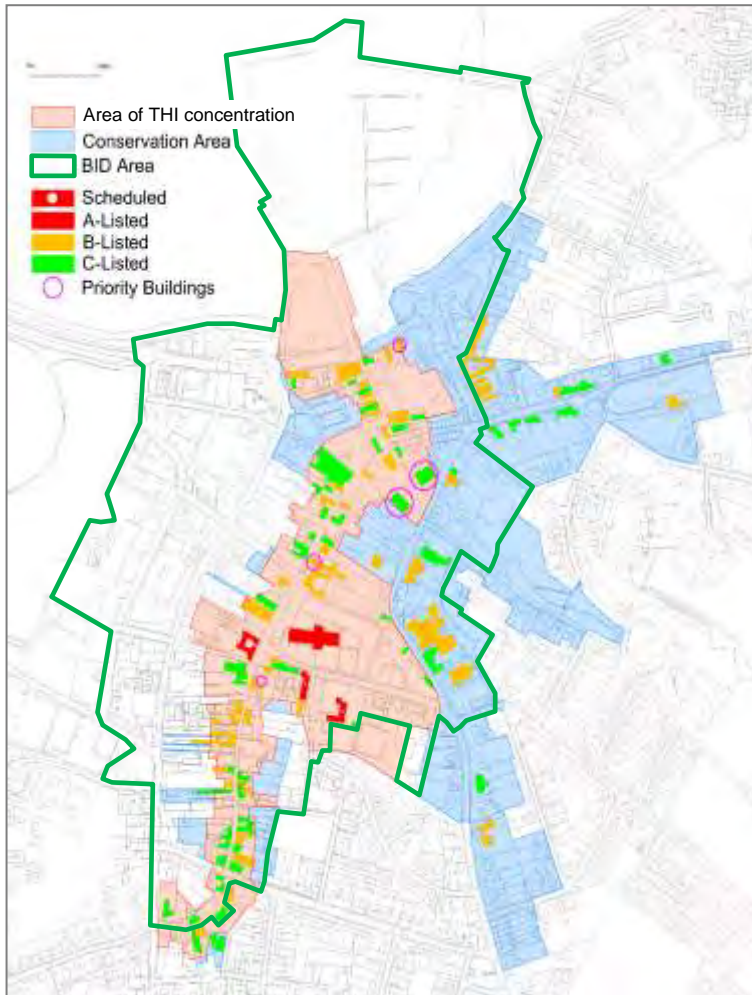 Area of THI concentration
Conservation Area
BID Area
Scheduled
A-Listed
B-Listed
C-Listed
Priority Buildings